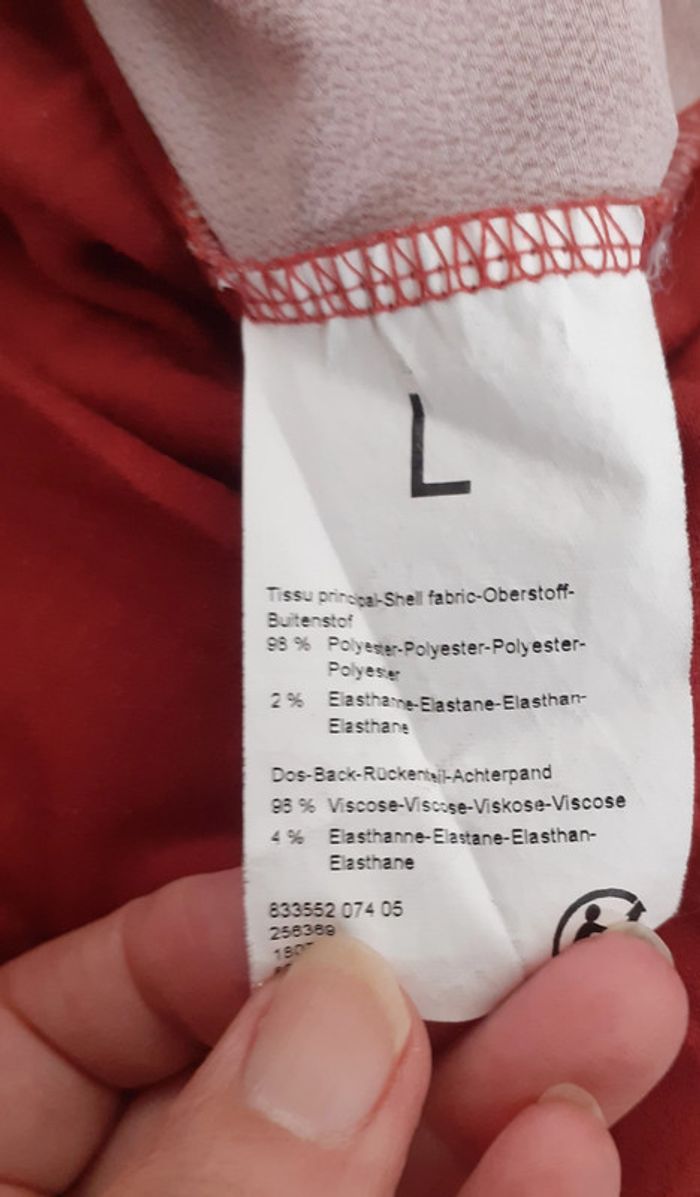 L
Tissu principal-Shell fabric-Oberstoff-
Buitenstof
98 % Polyester-Polyester-Polyester-
Polyester
2 % Elasthanne-Elastane-Elasthan-
Elasthane
Dos-Back-Rückenteil-Achterpand
96 % Viscose-Viscose-Viskose-Viscose
4 % Elasthanne-Elastane-Elasthan-
Elasthane
833552 074 05
256369